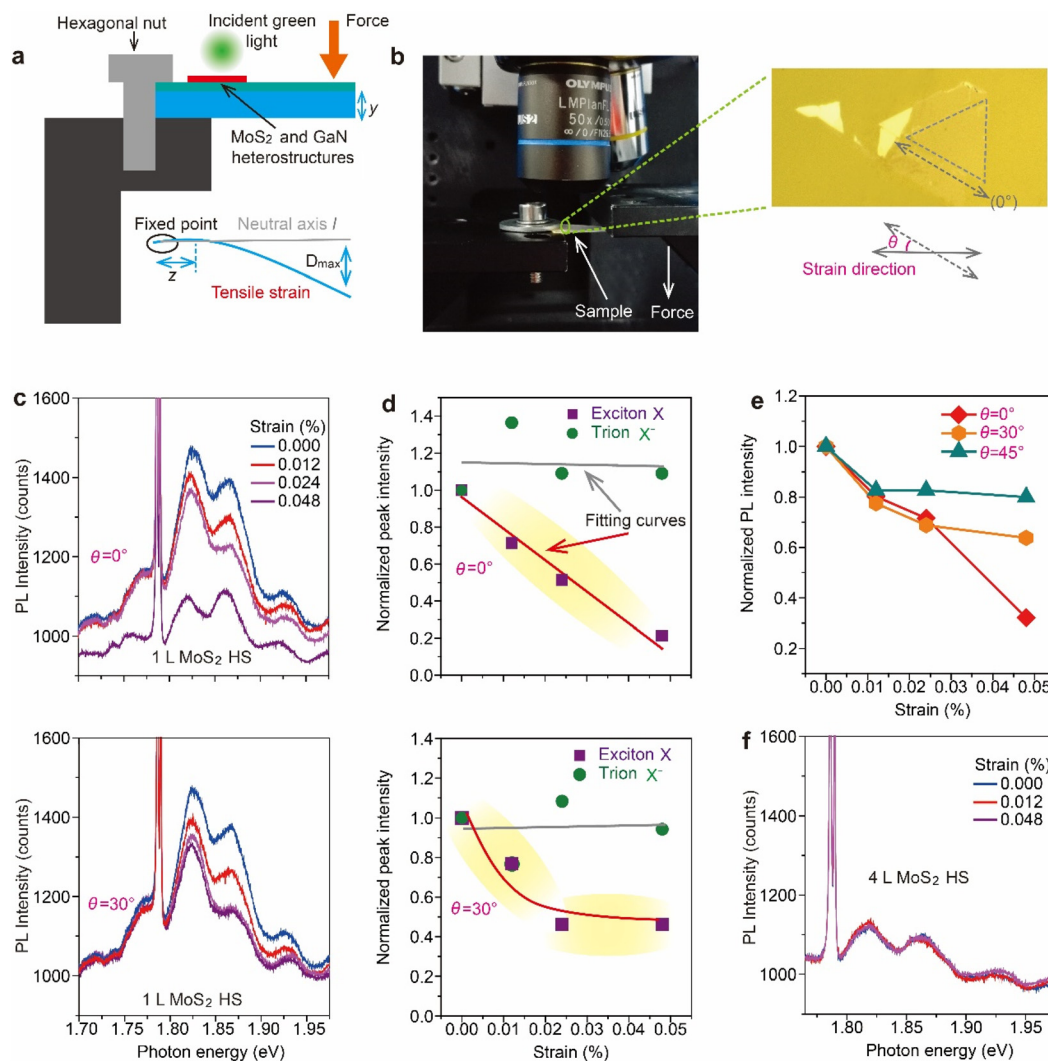 a
Hexagonal nut
Incident green
light
Force
y
MoS₂ and GaN
heterostructures
Fixed point
Neutral axis l
z
Dmax
Tensile strain
b
OLYMPUS
LMPlanFL
50x/0.50
∞/0/FN26.5
Sample
Force
(0°)
θ
Strain direction
c
1600
1400
1200
1000
PL Intensity (counts)
Strain (%)
0.000
0.012
0.024
0.048
θ=0°
1 L MoS₂ HS
1600
1400
1200
1000
PL Intensity (counts)
θ=30°
1 L MoS₂ HS
1.70 1.75 1.80 1.85 1.90 1.95
Photon energy (eV)
d
1.4
1.2
1.0
0.8
0.6
0.4
0.2
0.0
Normalized peak intensity
Exciton X
Trion X⁻
Fitting curves
θ=0°
1.4
1.2
1.0
0.8
0.6
0.4
0.2
0.0
Normalized peak intensity
Exciton X
Trion X⁻
θ=30°
0.00 0.01 0.02 0.03 0.04 0.05
Strain (%)
e
1.2
1.0
0.8
0.6
0.4
0.2
Normalized PL intensity
θ=0°
θ=30°
θ=45°
0.00 0.01 0.02 0.03 0.04 0.05
Strain (%)
f
1600
1400
1200
1000
PL Intensity (counts)
Strain (%)
0.000
0.012
0.048
4 L MoS₂ HS
1.80 1.85 1.90 1.95
Photon energy (eV)